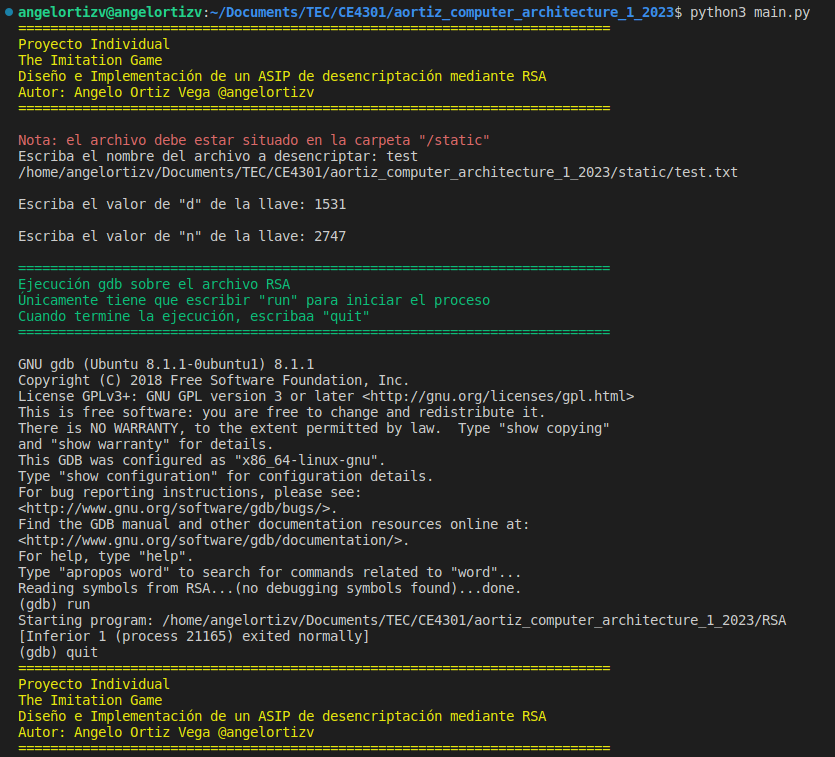 angelortizv@angelortizv:~/Documents/TEC/CE4301/aortiz_computer_architecture_1_2023$ python3 main.py
==========================================================================
Proyecto Individual
The Imitation Game
Diseño e Implementación de un ASIP de desencriptación mediante RSA
Autor: Angelo Ortiz Vega @angelortizv
==========================================================================
Nota: el archivo debe estar situado en la carpeta "/static"
Escriba el nombre del archivo a desencriptar: test
/home/angelortizv/Documents/TEC/CE4301/aortiz_computer_architecture_1_2023/static/test.txt
Escriba el valor de "d" de la llave: 1531
Escriba el valor de "n" de la llave: 2747
==========================================================================
Ejecución gdb sobre el archivo RSA
Únicamente tiene que escribir "run" para iniciar el proceso
Cuando termine la ejecución, escribaa "quit"
==========================================================================
GNU gdb (Ubuntu 8.1.1-0ubuntu1) 8.1.1
Copyright (C) 2018 Free Software Foundation, Inc.
License GPLv3+: GNU GPL version 3 or later <http://gnu.org/licenses/gpl.html>
This is free software: you are free to change and redistribute it.
There is NO WARRANTY, to the extent permitted by law.  Type "show copying"
and "show warranty" for details.
This GDB was configured as "x86_64-linux-gnu".
Type "show configuration" for configuration details.
For bug reporting instructions, please see:
<http://www.gnu.org/software/gdb/bugs/>.
Find the GDB manual and other documentation resources online at:
<http://www.gnu.org/software/gdb/documentation/>.
For help, type "help".
Type "apropos word" to search for commands related to "word"...
Reading symbols from RSA...(no debugging symbols found)...done.
(gdb) run
Starting program: /home/angelortizv/Documents/TEC/CE4301/aortiz_computer_architecture_1_2023/RSA
[Inferior 1 (process 21165) exited normally]
(gdb) quit
==========================================================================
Proyecto Individual
The Imitation Game
Diseño e Implementación de un ASIP de desencriptación mediante RSA
Autor: Angelo Ortiz Vega @angelortizv
==========================================================================